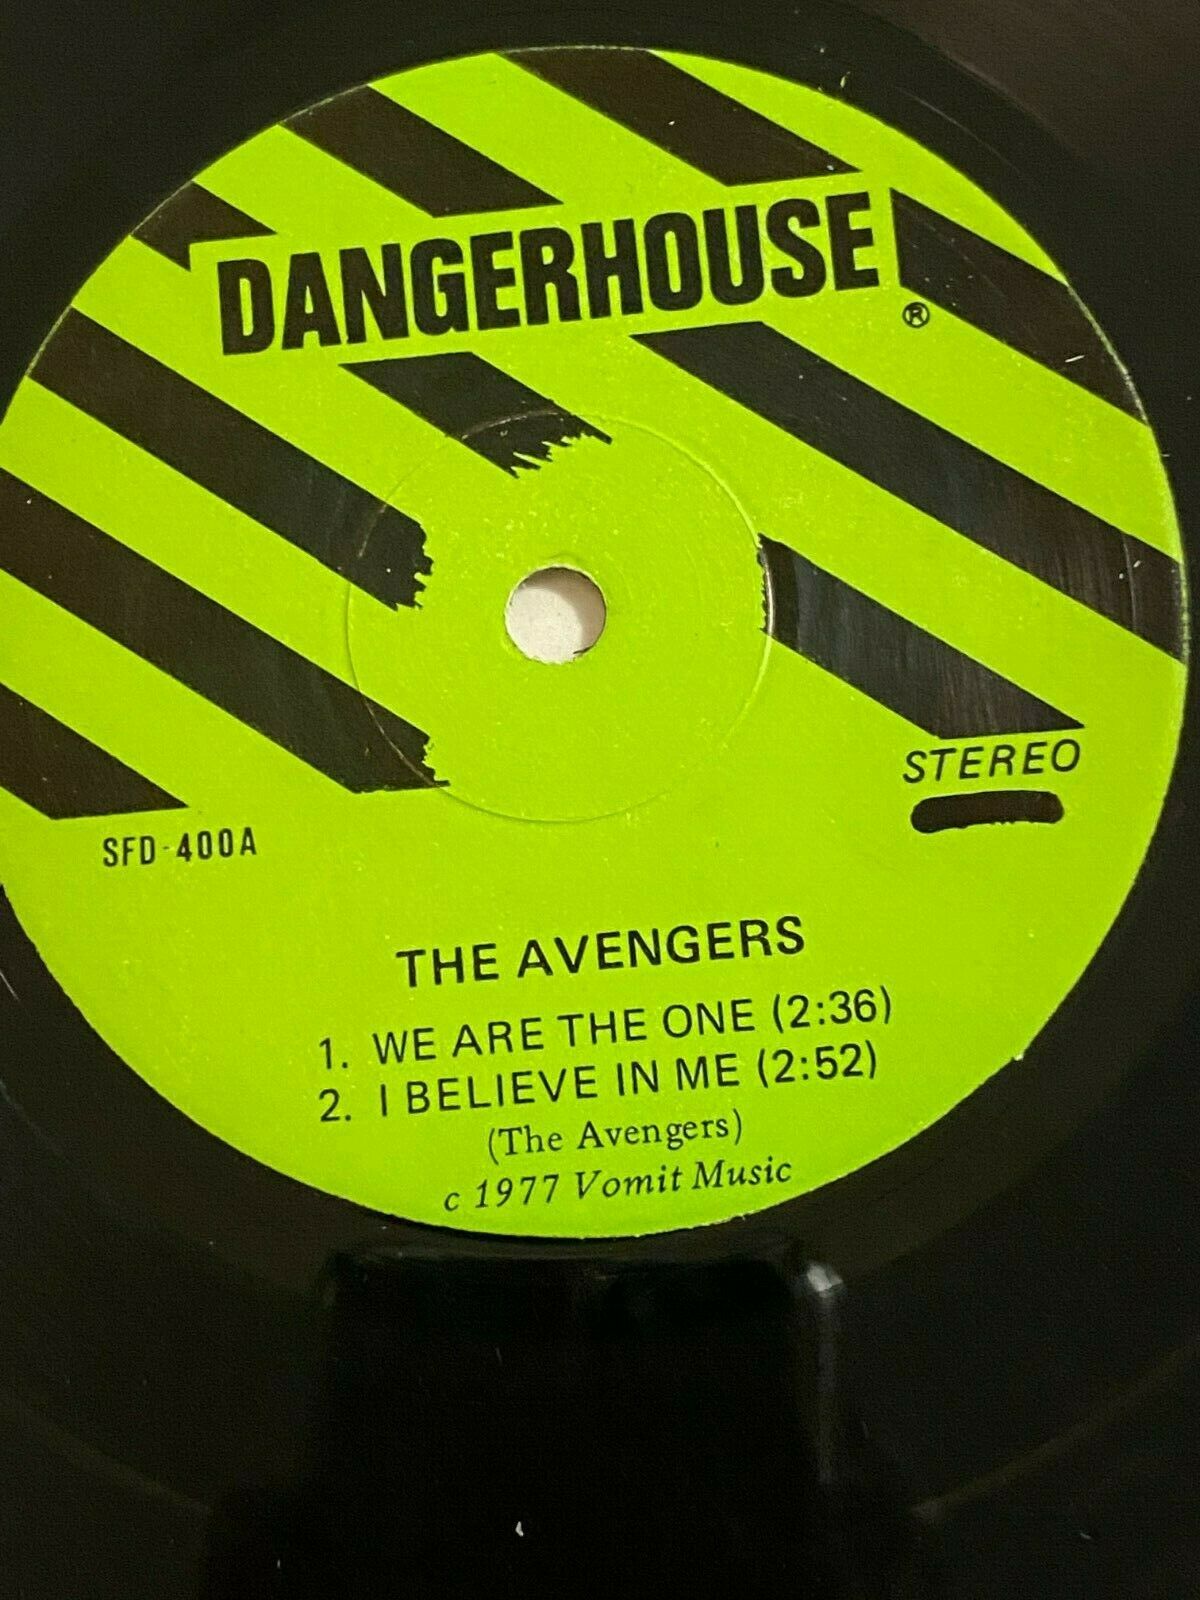 DANGERHOUSE
®
STEREO
SFD-400A
THE AVENGERS
1. WE ARE THE ONE (2:36)
2. I BELIEVE IN ME (2:52)
(The Avengers)
c 1977 Vomit Music